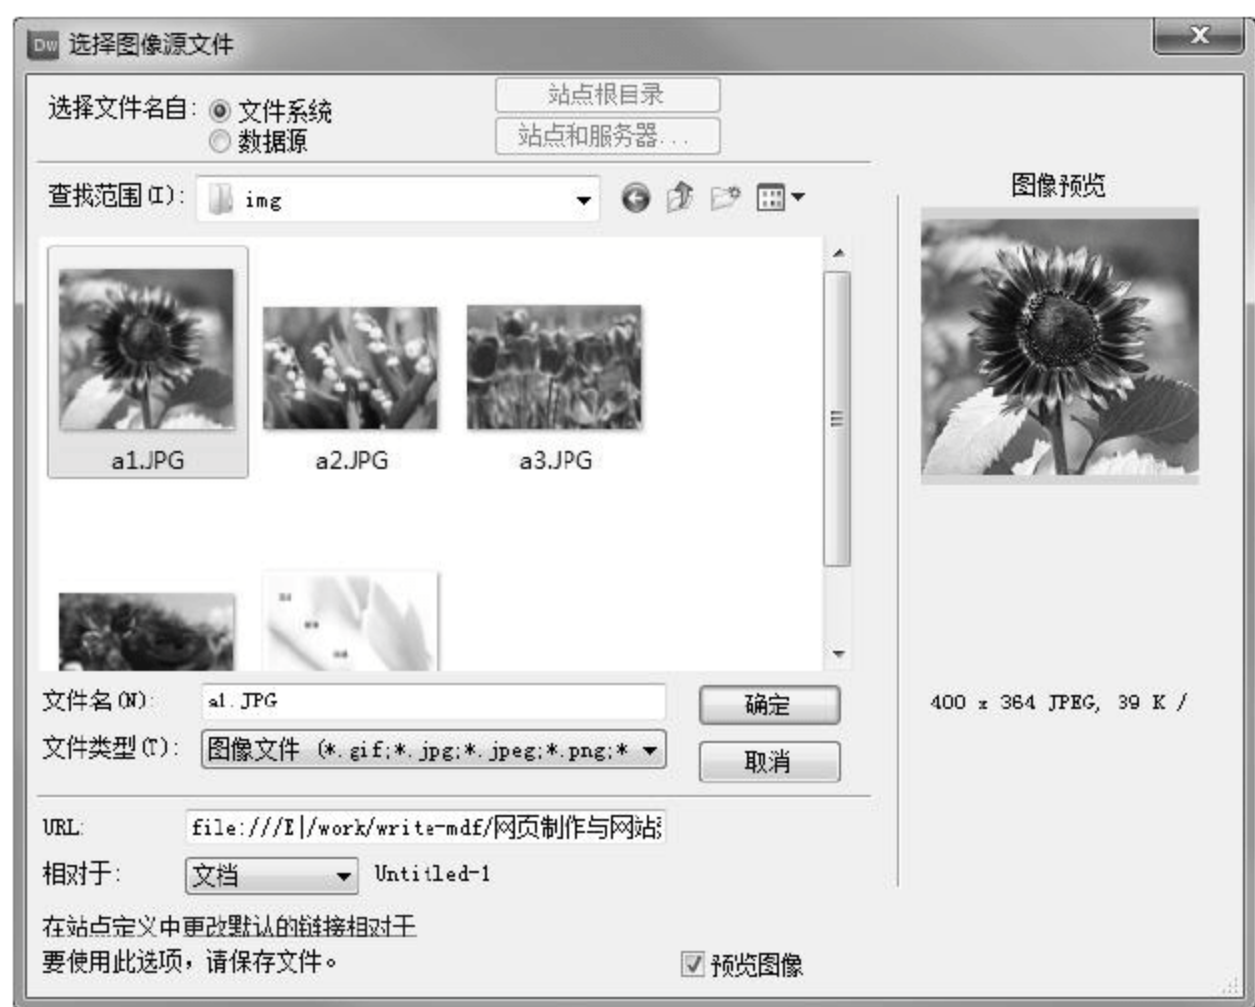 Dw 选择图像源文件
选择文件名自: 文件系统 站点根目录
数据源 站点和服务器...
查找范围(I): img
图像预览
a1.JPG a2.JPG a3.JPG
文件名(N): a1.JPG 确定
400 x 364 JPEG, 39 K /
文件类型(T): 图像文件 (*.gif;*.jpg;*.jpeg;*.png;* 取消
URL: file:///E|/work/write-mdf/网页制作与网站
相对于: 文档 Untitled-1
在站点定义中更改默认的链接相对于
要使用此选项,请保存文件。 预览图像